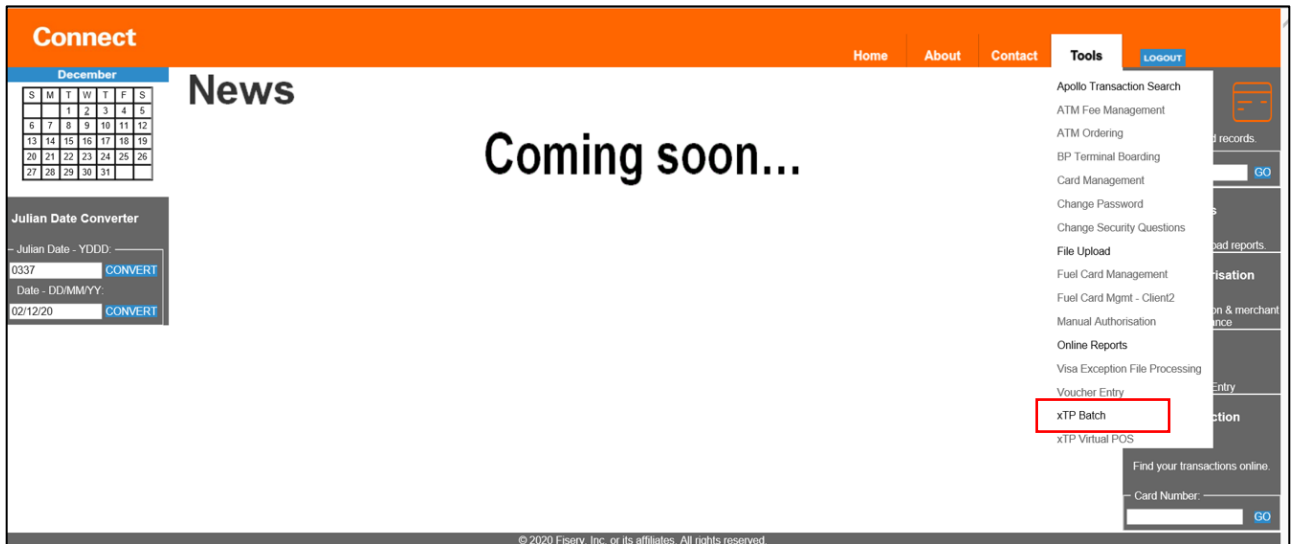 Connect
Home About Contact Tools LOGOUT
December
S M T W T F S
1 2 3 4 5
6 7 8 9 10 11 12
13 14 15 16 17 18 19
20 21 22 23 24 25 26
27 28 29 30 31
Julian Date Converter
Julian Date - YDDD:
0337 CONVERT
Date - DD/MM/YY:
02/12/20 CONVERT
News
Coming soon...
Apollo Transaction Search
ATM Fee Management
ATM Ordering
BP Terminal Boarding
Card Management
Change Password
Change Security Questions
File Upload
Fuel Card Management
Fuel Card Mgmt - Client2
Manual Authorisation
Online Reports
Visa Exception File Processing
Voucher Entry
xTP Batch
xTP Virtual POS
records.
GO
reports.
& merchant
Entry
Find your transactions online.
Card Number:
GO
© 2020 Fiserv, Inc. or its affiliates. All rights reserved.